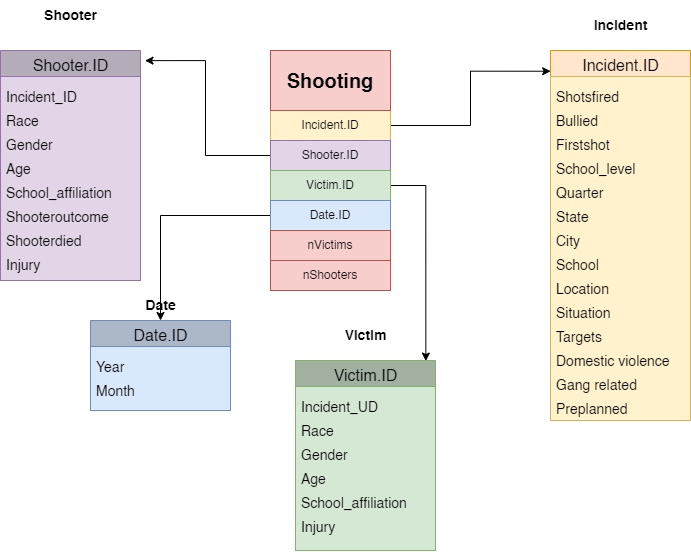 Shooter
Shooter.ID
Incident_ID
Race
Gender
Age
School_affiliation
Shooteroutcome
Shooterdied
Injury
Shooting
Incident.ID
Shooter.ID
Victim.ID
Date.ID
nVictims
nShooters
Incident
Incident.ID
Shotsfired
Bullied
Firstshot
School_level
Quarter
State
City
School
Location
Situation
Targets
Domestic violence
Gang related
Preplanned
Date
Date.ID
Year
Month
Victim
Victim.ID
Incident_UD
Race
Gender
Age
School_affiliation
Injury